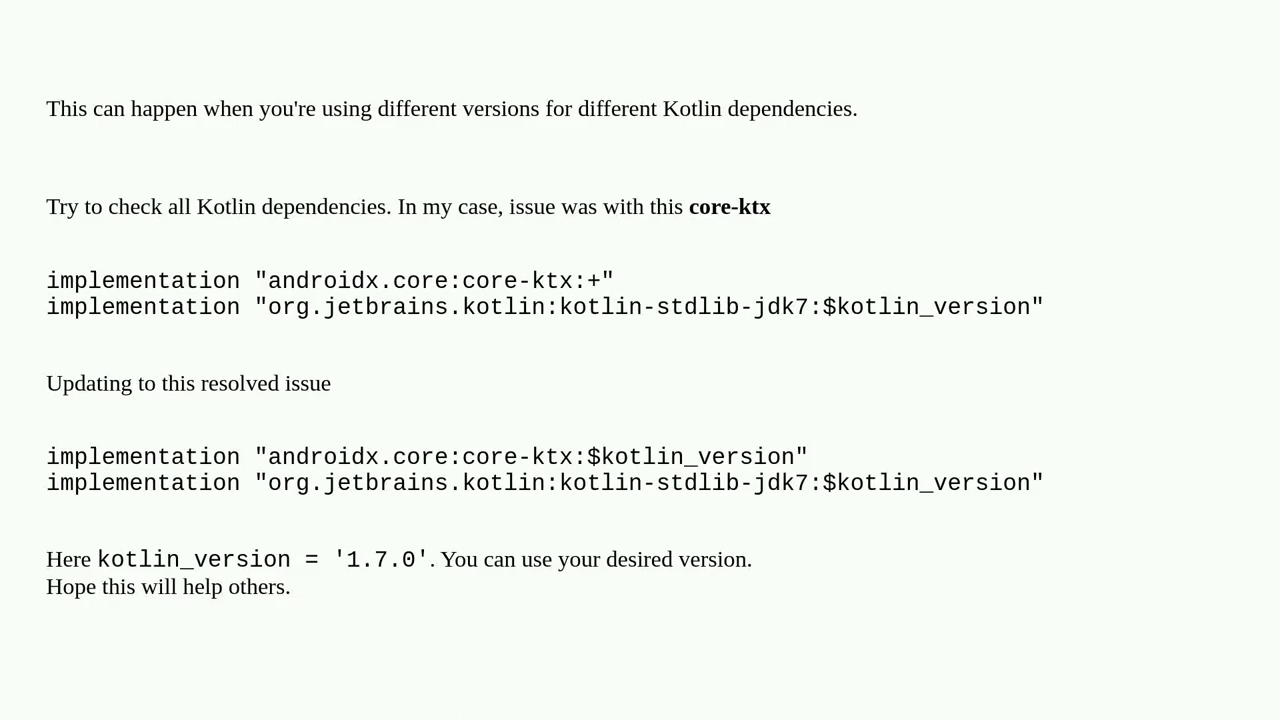 This can happen when you're using different versions for different Kotlin dependencies.
Try to check all Kotlin dependencies. In my case, issue was with this core-ktx
implementation "androidx.core:core-ktx:+"
implementation "org.jetbrains.kotlin:kotlin-stdlib-jdk7:$kotlin_version"
Updating to this resolved issue
implementation "androidx.core:core-ktx:$kotlin_version"
implementation "org.jetbrains.kotlin:kotlin-stdlib-jdk7:$kotlin_version"
Here kotlin_version = '1.7.0'. You can use your desired version.
Hope this will help others.